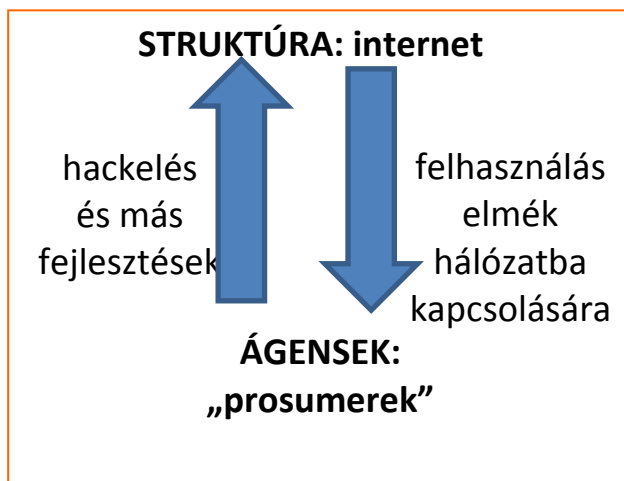 STRUKTÚRA: internet
hackelés
és más
fejlesztések
felhasználás
elmék
hálózatba
kapcsolására
ÁGENSEK:
„prosumerek”